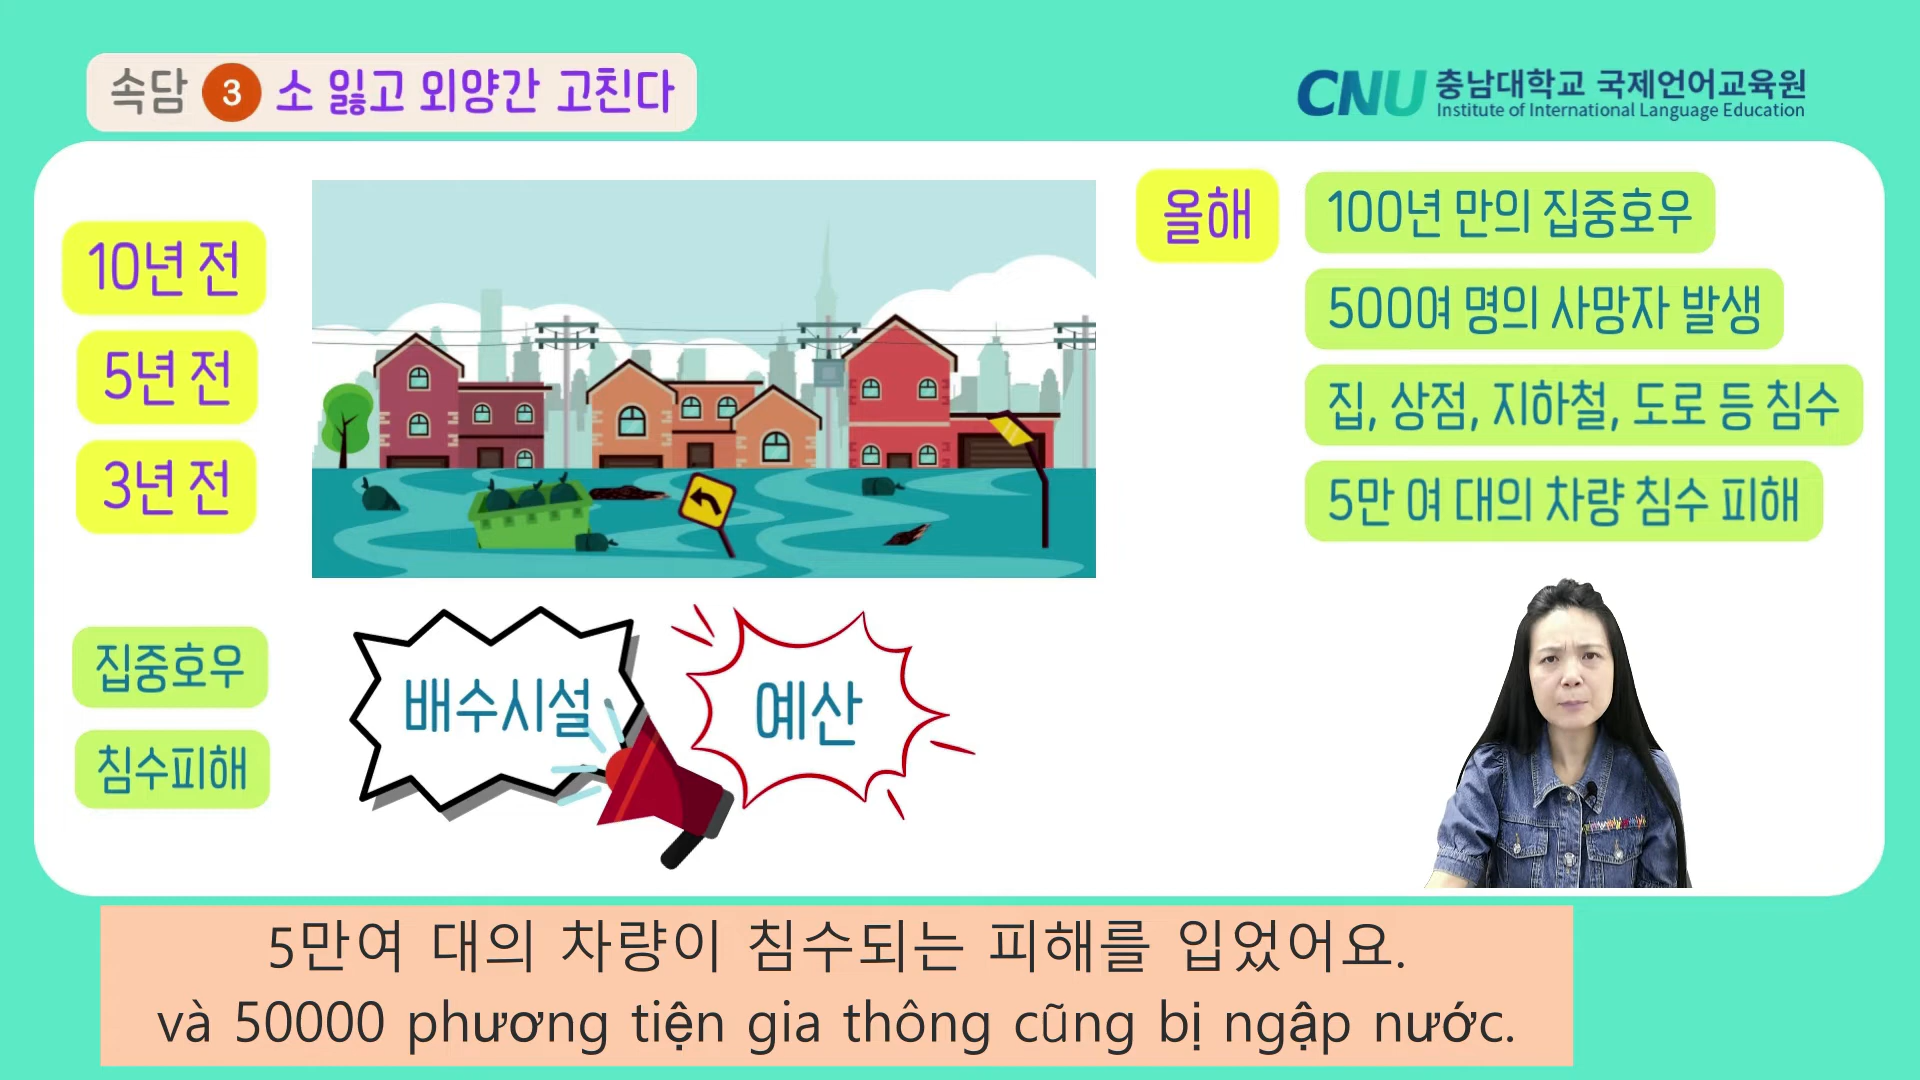 속담 3 소 잃고 외양간 고친다
CNU 충남대학교 국제언어교육원
Institute of International Language Education
10년 전
5년 전
3년 전
집중호우
침수피해
배수시설
예산
올해
100년 만의 집중호우
500여 명의 사망자 발생
집, 상점, 지하철, 도로 등 침수
5만 여 대의 차량 침수 피해
5만여 대의 차량이 침수되는 피해를 입었어요.
và 50000 phương tiện gia thông cũng bị ngập nước.